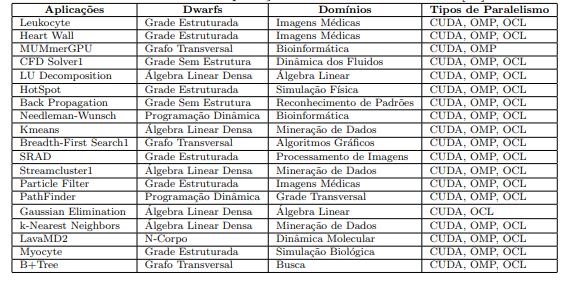 Aplicações Dwarfs Domínios Tipos de Paralelismo
Leukocyte Grade Estruturada Imagens Médicas CUDA, OMP, OCL
Heart Wall Grade Estruturada Imagens Médicas CUDA, OMP, OCL
MUMmerGPU Grafo Transversal Bioinformática CUDA, OMP
CFD Solver1 Grade Sem Estrutura Dinâmica dos Fluidos CUDA, OMP, OCL
LU Decomposition Álgebra Linear Densa Álgebra Linear CUDA, OMP, OCL
HotSpot Grade Estruturada Simulação Física CUDA, OMP, OCL
Back Propagation Grade Sem Estrutura Reconhecimento de Padrões CUDA, OMP, OCL
Needleman-Wunsch Programação Dinâmica Bioinformática CUDA, OMP, OCL
Kmeans Álgebra Linear Densa Mineração de Dados CUDA, OMP, OCL
Breadth-First Search1 Grafo Transversal Algoritmos Gráficos CUDA, OMP, OCL
SRAD Grade Estruturada Processamento de Imagens CUDA, OMP, OCL
Streamcluster1 Álgebra Linear Densa Mineração de Dados CUDA, OMP, OCL
Particle Filter Grade Estruturada Imagens Médicas CUDA, OMP, OCL
PathFinder Programação Dinâmica Grade Transversal CUDA, OMP, OCL
Gaussian Elimination Álgebra Linear Densa Álgebra Linear CUDA, OCL
k-Nearest Neighbors Álgebra Linear Densa Mineração de Dados CUDA, OMP, OCL
LavaMD2 N-Corpo Dinâmica Molecular CUDA, OMP, OCL
Myocyte Grade Estruturada Simulação Biológica CUDA, OMP, OCL
B+Tree Grafo Transversal Busca CUDA, OMP, OCL